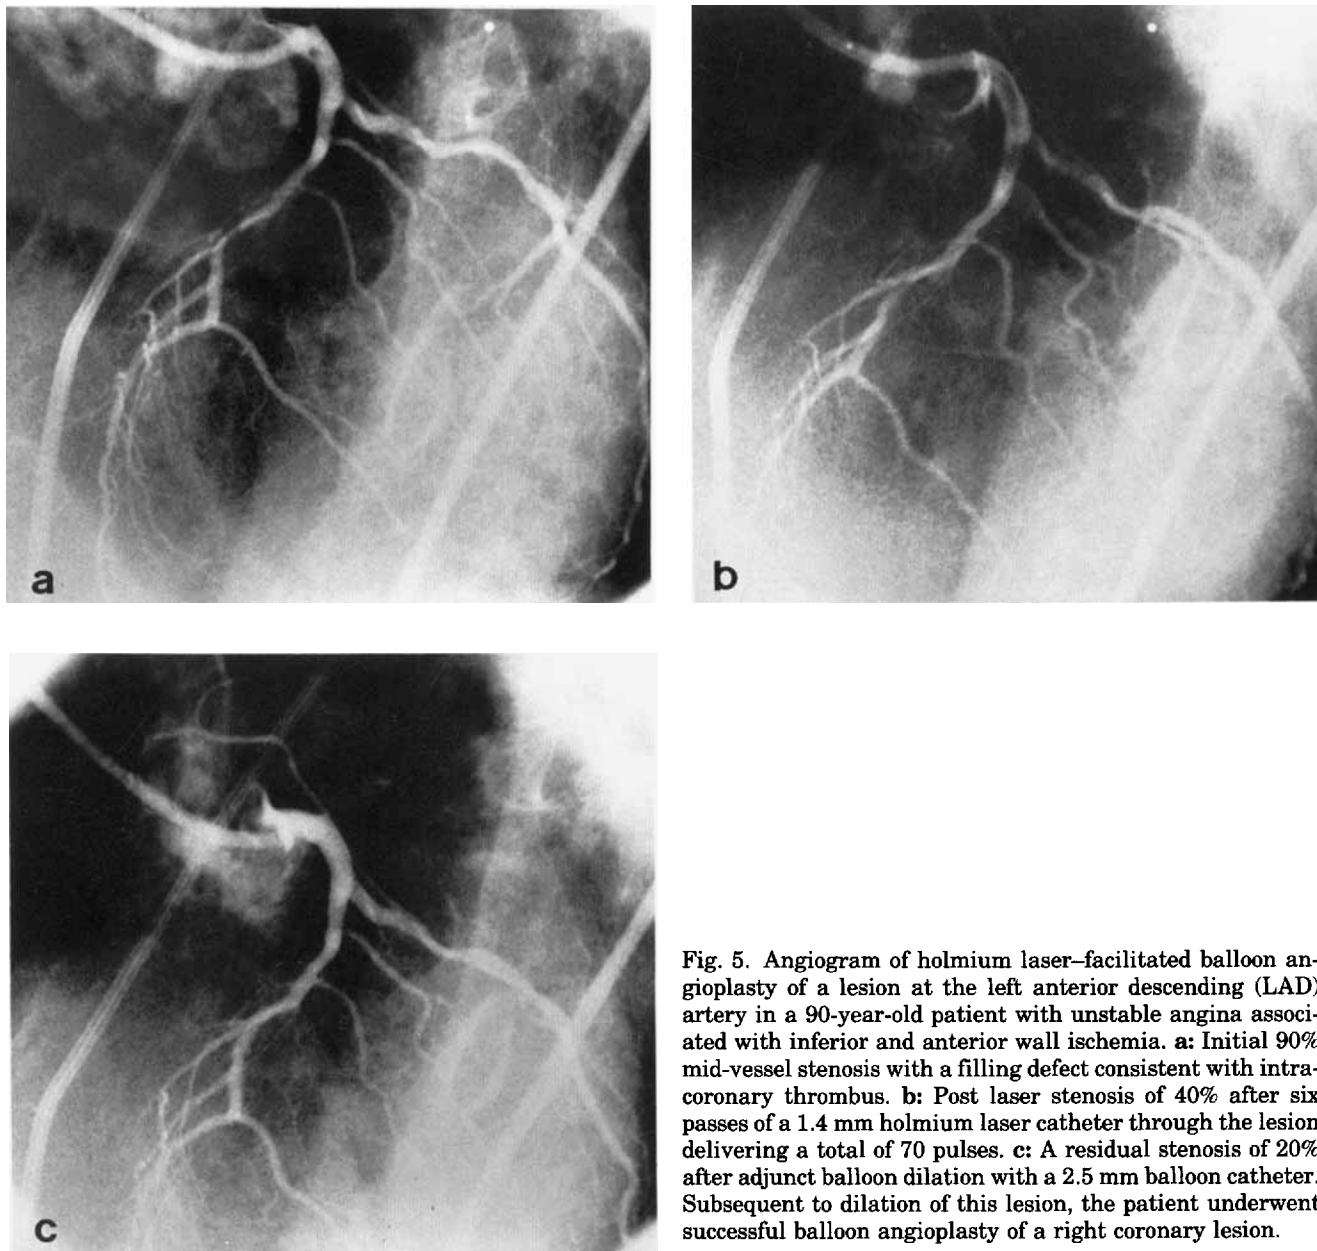 a
b
c
Fig. 5. Angiogram of holmium laser–facilitated balloon an-
gioplasty of a lesion at the left anterior descending (LAD)
artery in a 90-year-old patient with unstable angina associ-
ated with inferior and anterior wall ischemia. a: Initial 90%
mid-vessel stenosis with a filling defect consistent with intra-
coronary thrombus. b: Post laser stenosis of 40% after six
passes of a 1.4 mm holmium laser catheter through the lesion
delivering a total of 70 pulses. c: A residual stenosis of 20%
after adjunct balloon dilation with a 2.5 mm balloon catheter.
Subsequent to dilation of this lesion, the patient underwent
successful balloon angioplasty of a right coronary lesion.